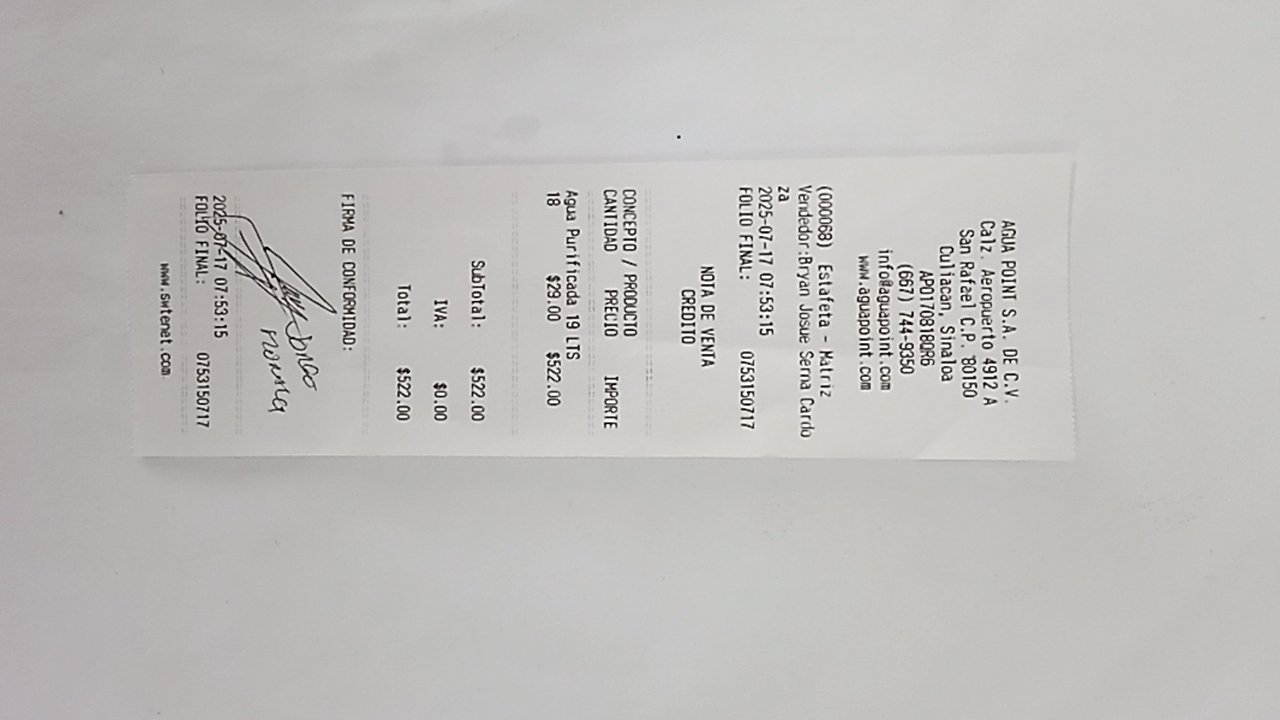 AGUA POINT S.A. DE C.V.
Calz. Aeropuerto 4912 A
San Rafael C.P. 80150
Culiacan, Sinaloa
APO170818QR6
(667) 744-9350
info@aguapoint.com
www.aguapoint.com
(000068) Estafeta - Matriz
Vendedor:Bryan Josue Serna Cardo
za
2025-07-17 07:53:15
FOLIO FINAL: 0753150717
NOTA DE VENTA
CREDITO
CONCEPTO / PRODUCTO
CANTIDAD PRECIO IMPORTE
Agua Purificada 19 LTS
18 $29.00 $522.00
SubTotal: $522.00
IVA: $0.00
Total: $522.00
FIRMA DE CONFORMIDAD:
2025-07-17 07:53:15
FOLIO FINAL: 0753150717
www.swtenet.com